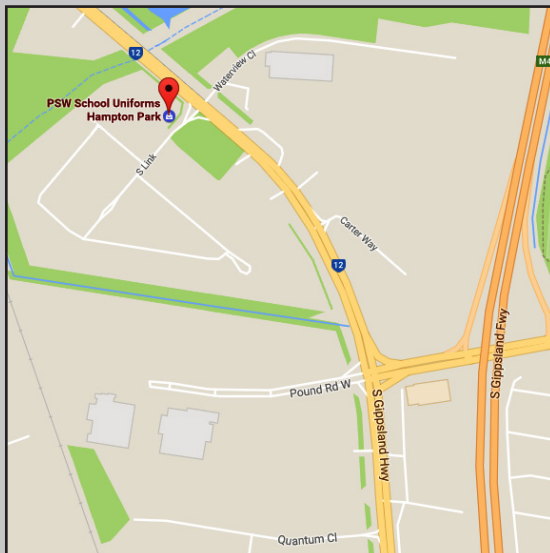 12
M4
Waterview Cl
PSW School Uniforms
Hampton Park
S Link
Carter Way
12
S Gippsland Fwy
Pound Rd W
S Gippsland Hwy
Quantum Cl